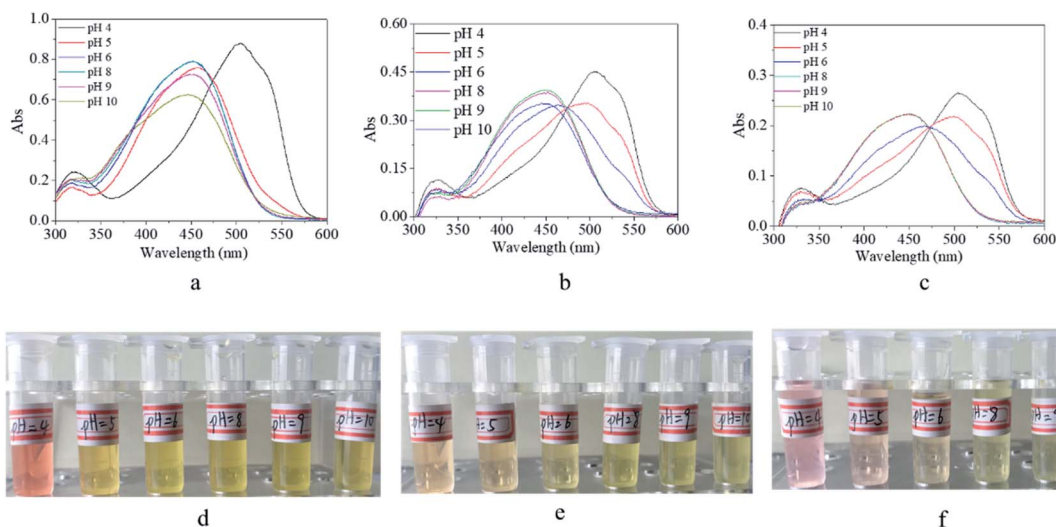 1.0
0.8
0.6
0.4
0.2
0.0
Abs
pH 4
pH 5
pH 6
pH 8
pH 9
pH 10
300 350 400 450 500 550 600
Wavelength (nm)
a
0.60
0.45
0.30
0.15
0.00
Abs
pH 4
pH 5
pH 6
pH 8
pH 9
pH 10
300 350 400 450 500 550 600
Wavelength (nm)
b
0.4
0.3
0.2
0.1
0.0
Abs
pH 4
pH 5
pH 6
pH 8
pH 9
pH 10
300 350 400 450 500 550 600
Wavelength (nm)
c
pH=4 pH=5 pH=6 pH=8 pH=9 pH=10
d
pH=4 =5 pH=6 pH=8 pH=9 pH=10
e
pH=4 pH=5 pH=6 pH=8
f